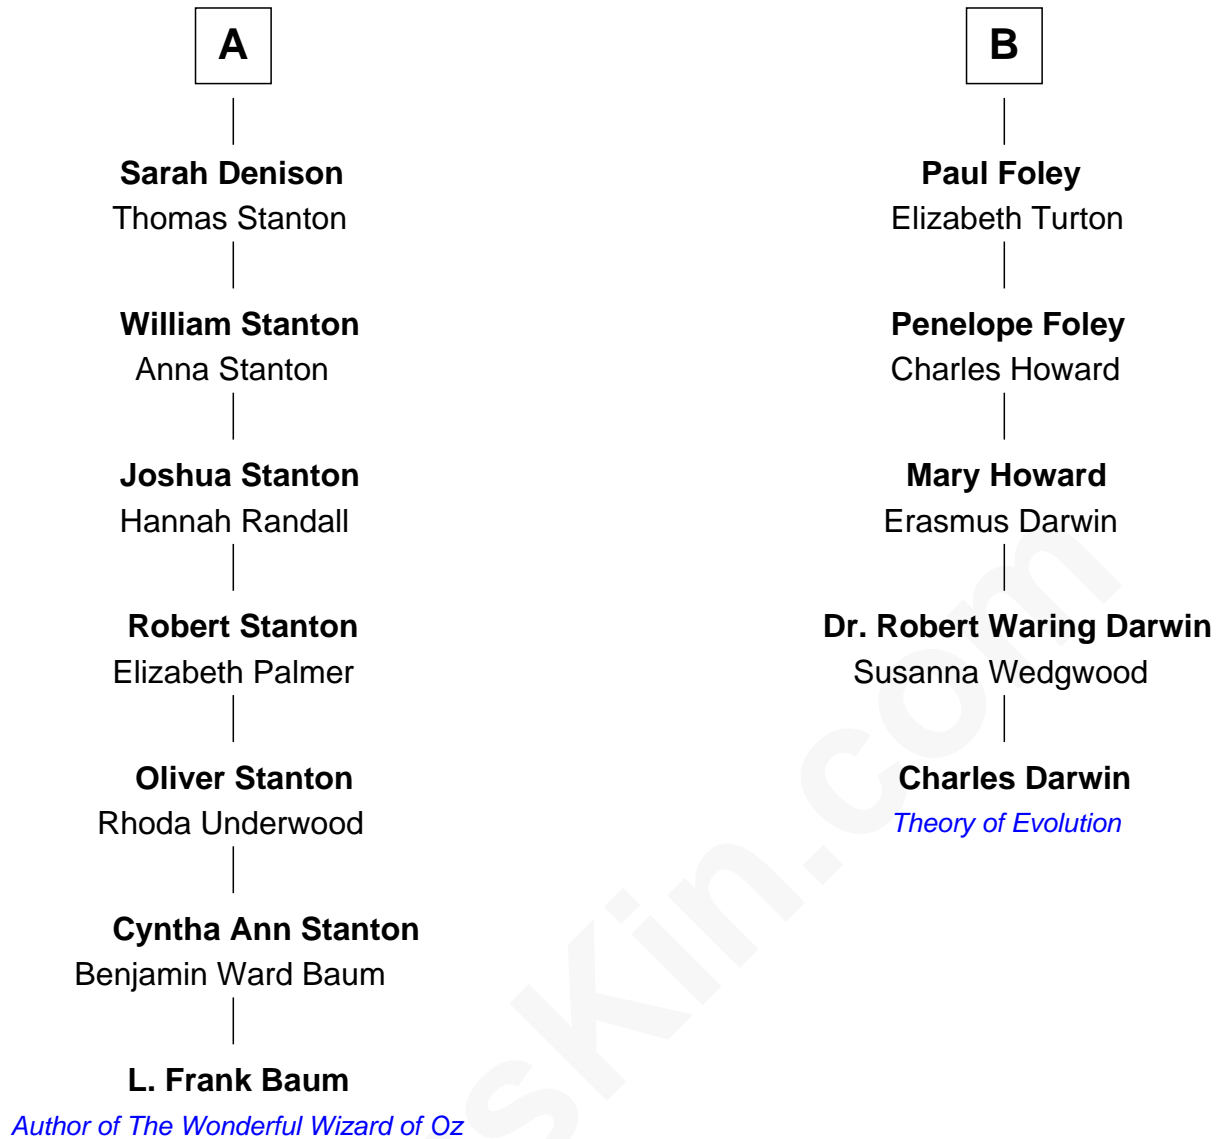 A
Sarah Denison
Thomas Stanton
William Stanton
Anna Stanton
Joshua Stanton
Hannah Randall
Robert Stanton
Elizabeth Palmer
Oliver Stanton
Rhoda Underwood
Cyntha Ann Stanton
Benjamin Ward Baum
L. Frank Baum
Author of The Wonderful Wizard of Oz
B
Paul Foley
Elizabeth Turton
Penelope Foley
Charles Howard
Mary Howard
Erasmus Darwin
Dr. Robert Waring Darwin
Susanna Wedgwood
Charles Darwin
Theory of Evolution
sKin.com